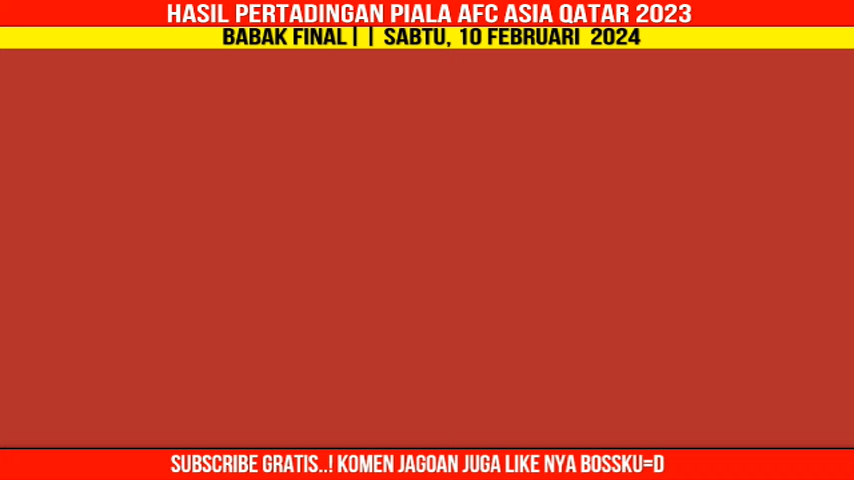 HASIL PERTADINGAN PIALA AFC ASIA QATAR 2023
BABAK FINAL|| SABTU, 10 FEBRUARI 2024
SUBSCRIBE GRATIS..! KOMEN JAGOAN JUGA LIKE NYA BOSSKU=D